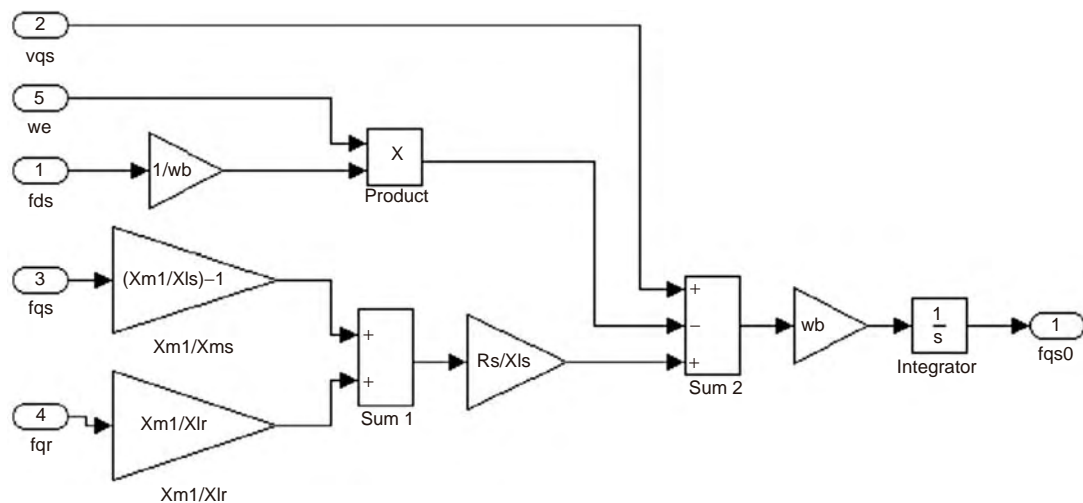 2
vqs
5
we
1
fds
1/wb
X
Product
3
fqs
(Xm1/Xls)−1
Xm1/Xms
4
fqr
Xm1/Xlr
Xm1/Xlr
+
+
Sum 1
Rs/Xls
+
−
+
Sum 2
wb
1
s
Integrator
1
fqs0